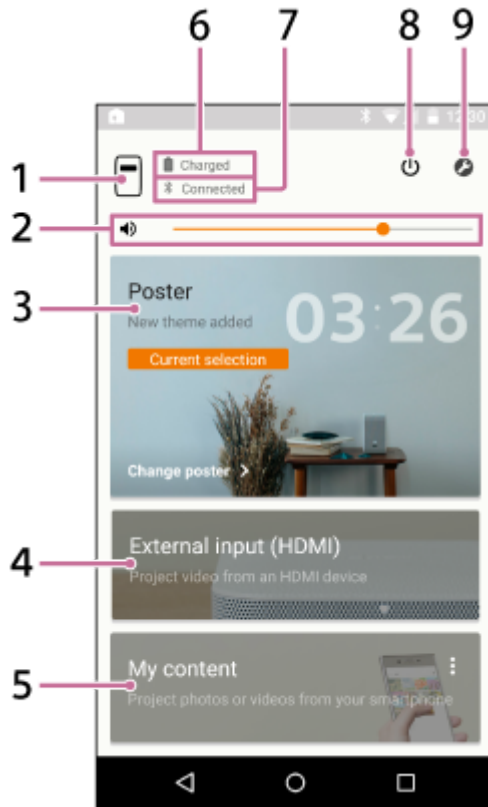 6 7 8 9
12:30
1
Charged
Connected
2
3
Poster
New theme added
03:26
Current selection
Change poster
4
External input (HDMI)
Project video from an HDMI device
5
My content
Project photos or videos from your smartphone